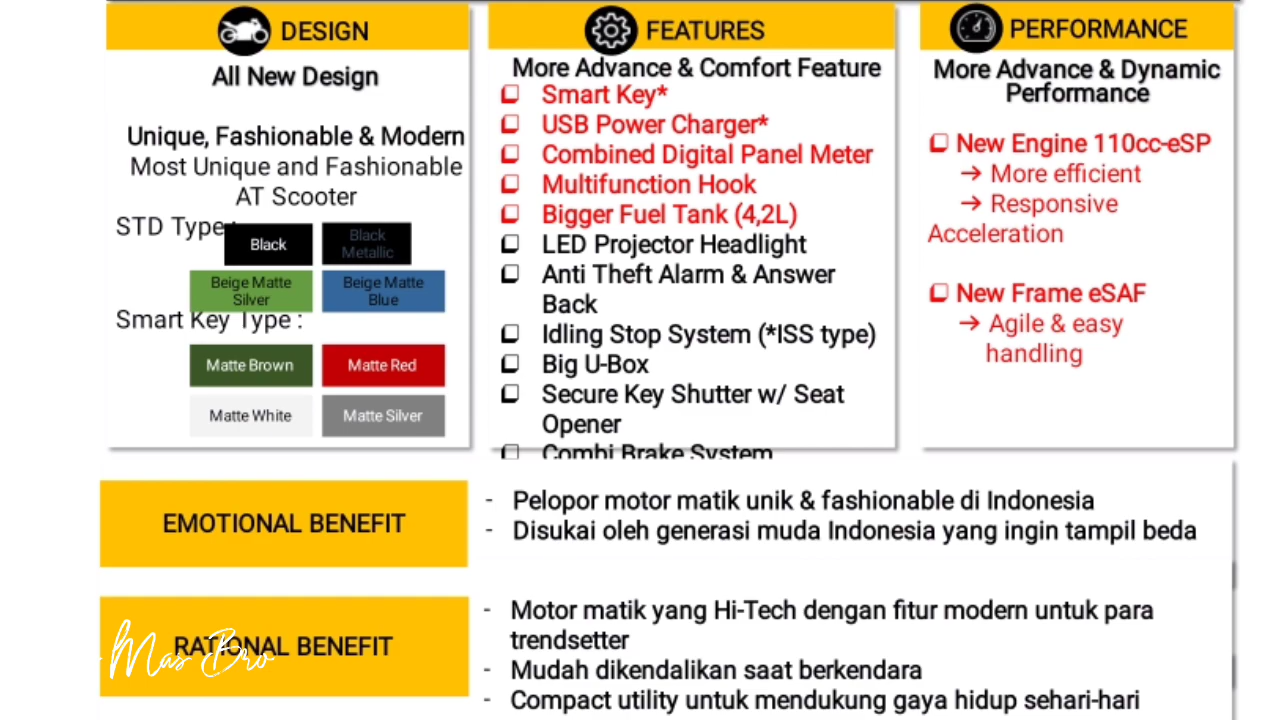 DESIGN
All New Design
Unique, Fashionable & Modern
Most Unique and Fashionable
AT Scooter
STD Type :
Black
Black
Metallic
Beige Matte
Silver
Beige Matte
Blue
Smart Key Type :
Matte Brown
Matte Red
Matte White
Matte Silver
FEATURES
More Advance & Comfort Feature
Smart Key*
USB Power Charger*
Combined Digital Panel Meter
Multifunction Hook
Bigger Fuel Tank (4,2L)
LED Projector Headlight
Anti Theft Alarm & Answer
Back
Idling Stop System (*ISS type)
Big U-Box
Secure Key Shutter w/ Seat
Opener
Combi Brake System
PERFORMANCE
More Advance & Dynamic
Performance
New Engine 110cc-eSP
→ More efficient
→ Responsive
Acceleration
New Frame eSAF
→ Agile & easy
handling
EMOTIONAL BENEFIT
- Pelopor motor matik unik & fashionable di Indonesia
- Disukai oleh generasi muda Indonesia yang ingin tampil beda
RATIONAL BENEFIT
Mas Bro
- Motor matik yang Hi-Tech dengan fitur modern untuk para
trendsetter
- Mudah dikendalikan saat berkendara
- Compact utility untuk mendukung gaya hidup sehari-hari